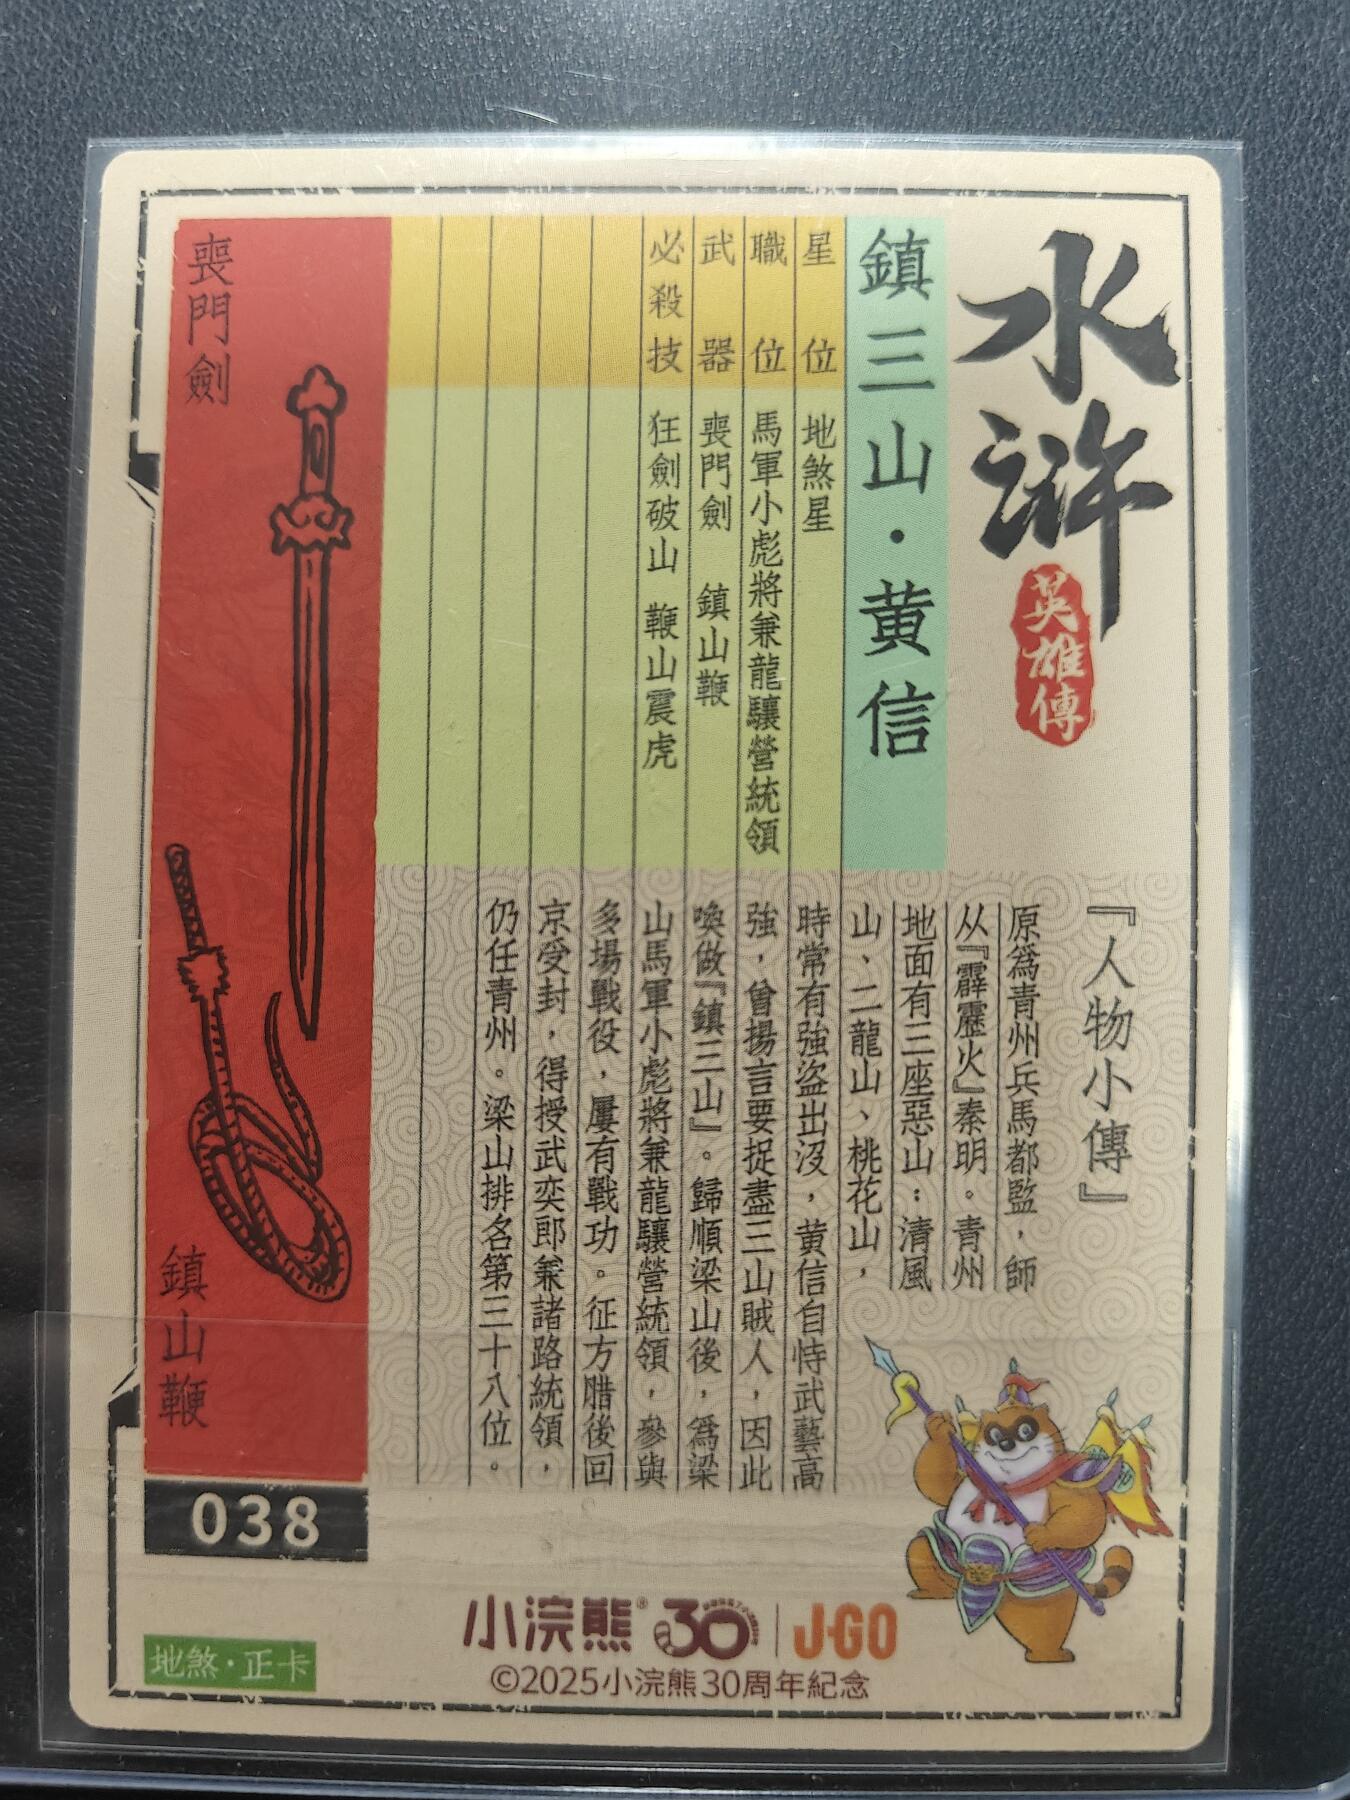 水滸
英雄傳
鎮三山·黃信
星位 地煞星
職位 馬軍小彪將兼龍驤營統領
武器 喪門劍 鎮山鞭
必殺技 狂劍破山 鞭山震虎
『人物小傳』
原為青州兵馬都監，師
从『霹靂火』秦明。青州
地面有三座惡山：清風
山、二龍山、桃花山，
時常有強盜出沒，黃信自恃武藝高
強，曾揚言要捉盡三山賊人，因此
喚做『鎮三山』。歸順梁山後，為梁
山馬軍小彪將兼龍驤營統領，參與
多場戰役，屢有戰功。征方腊後回
京受封，得授武奕郎兼諸路統領，
仍任青州。梁山排名第三十八位。
喪門劍
鎮山鞭
038
地煞·正卡
小浣熊® 30 J·GO
©2025小浣熊30周年紀念